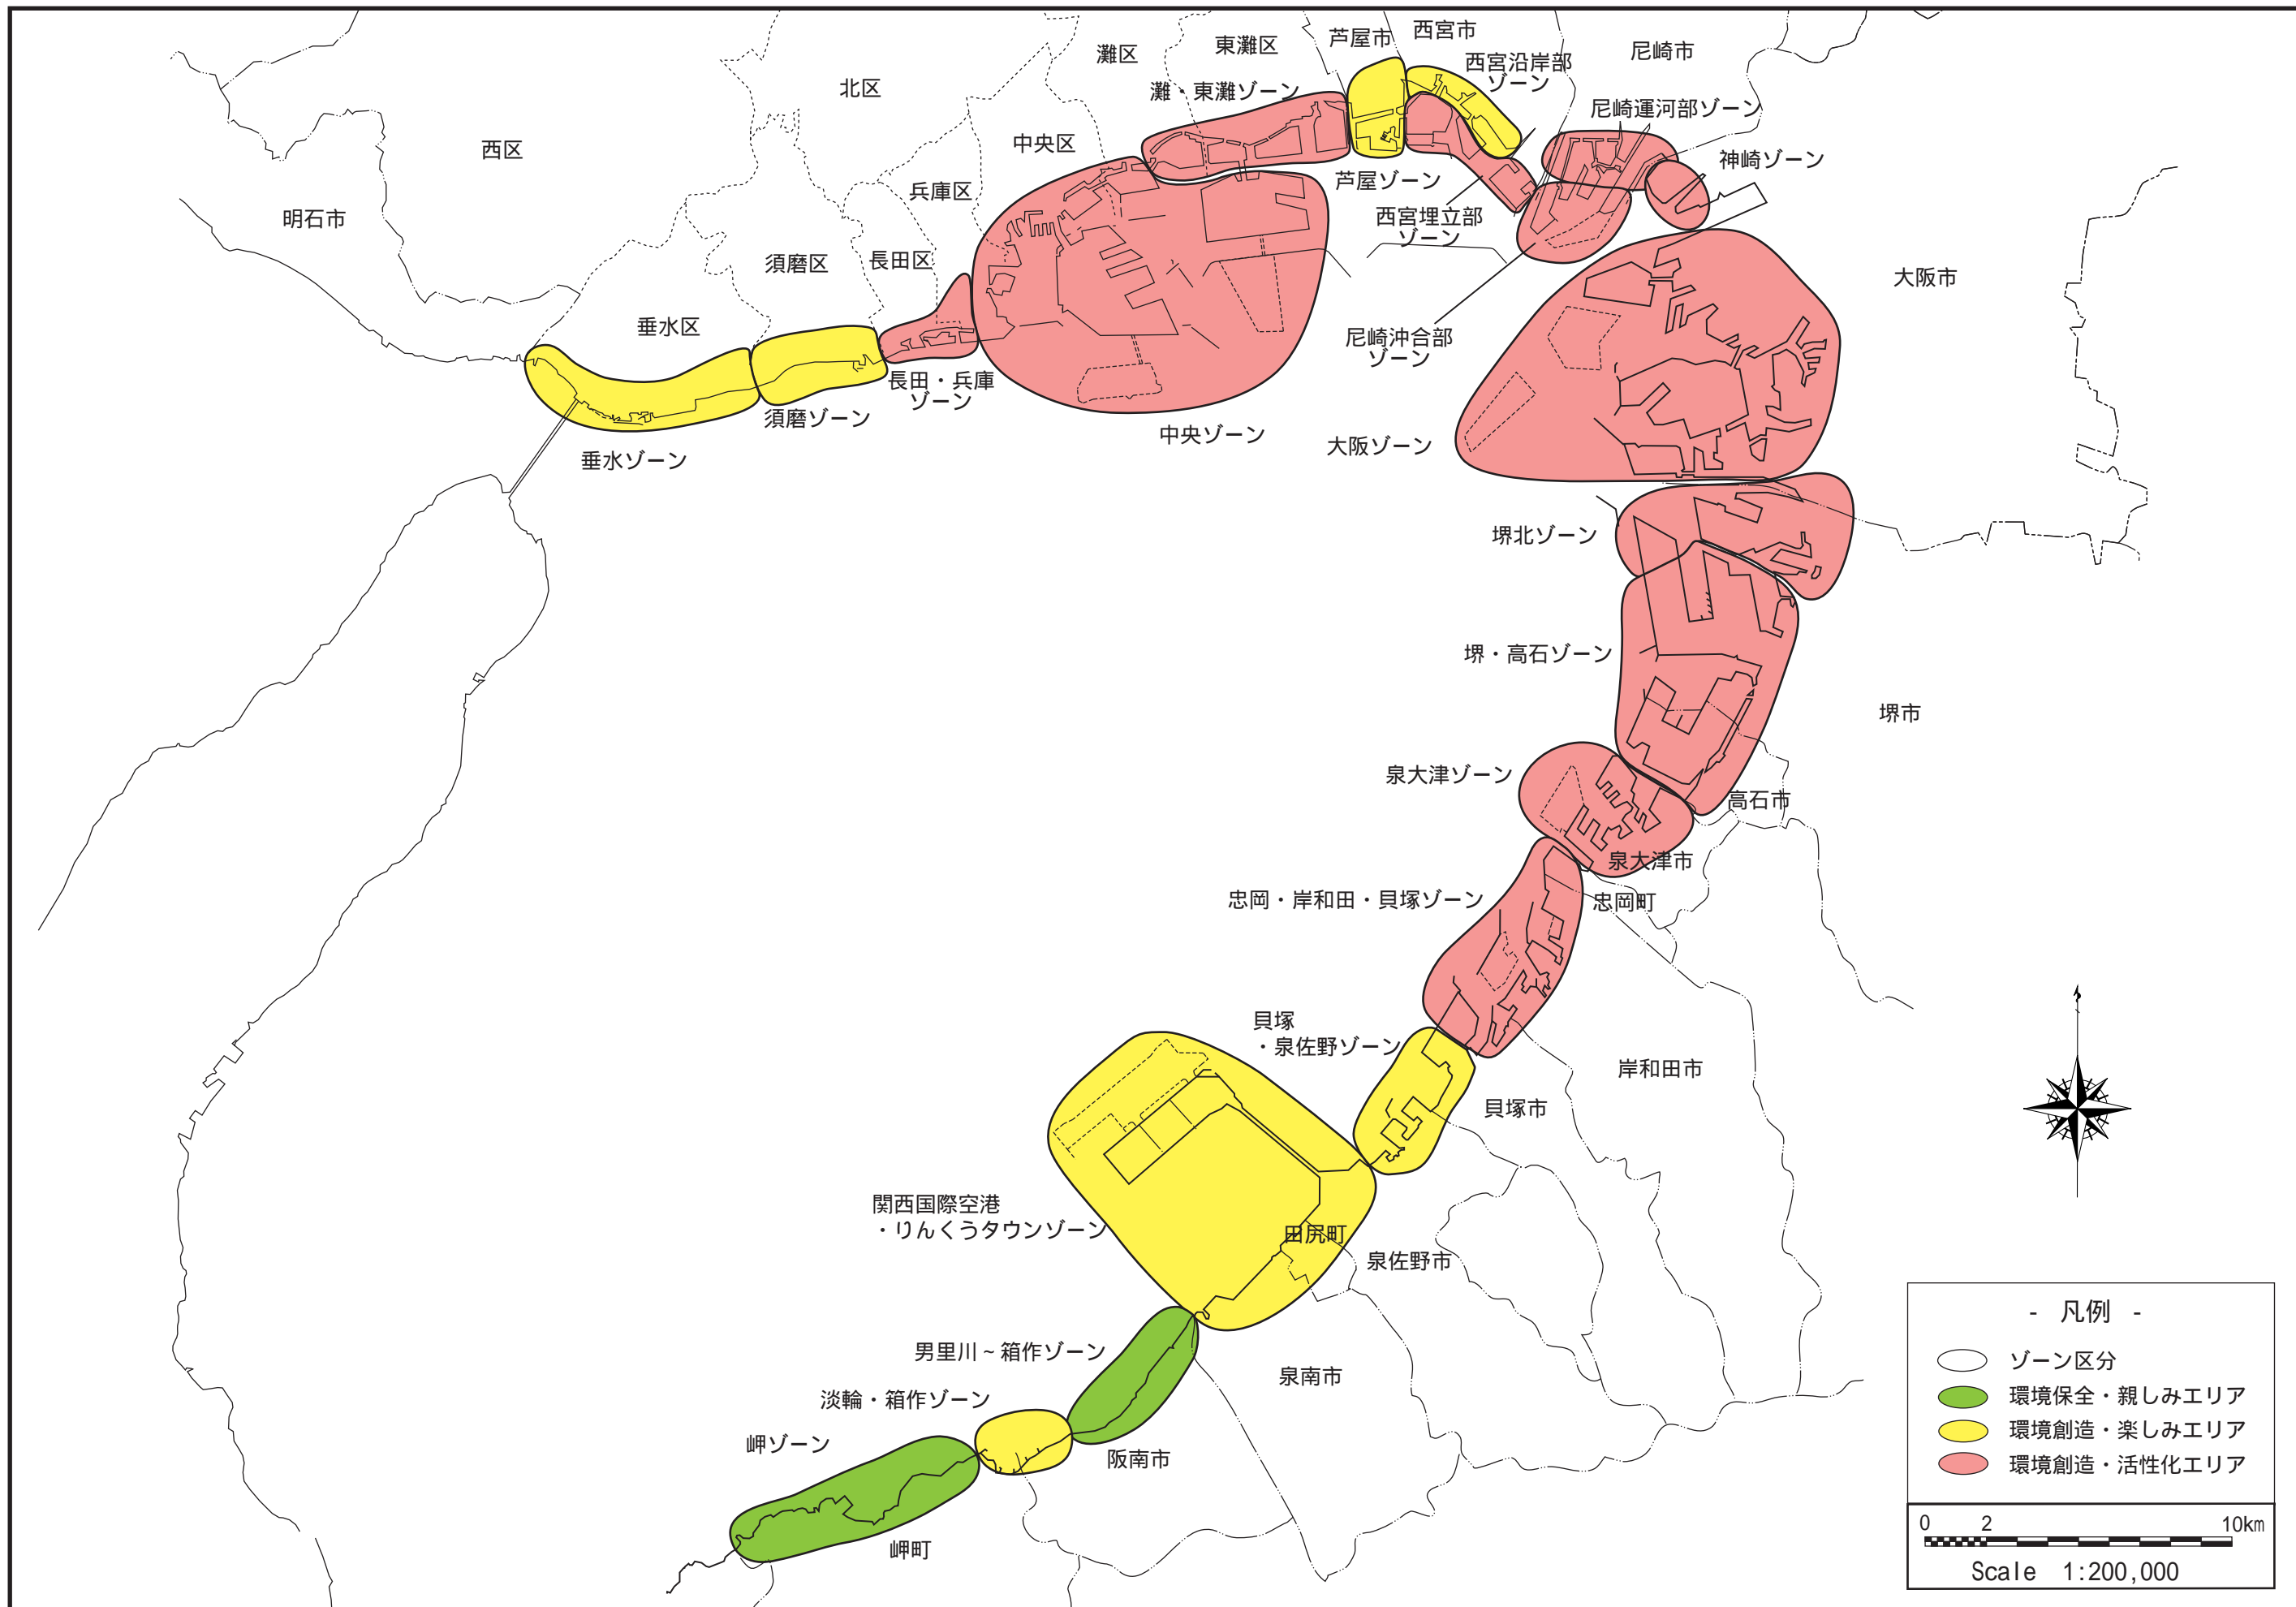 西宮市
芦屋市
東灘区
尼崎市
灘区
西宮沿岸部
ゾーン
北区
灘・東灘ゾーン
尼崎運河部ゾーン
中央区
西区
神崎ゾーン
芦屋ゾーン
兵庫区
明石市
西宮埋立部
ゾーン
長田区
須磨区
大阪市
垂水区
尼崎沖合部
ゾーン
長田・兵庫
ゾーン
須磨ゾーン
中央ゾーン
大阪ゾーン
垂水ゾーン
堺北ゾーン
堺・高石ゾーン
堺市
泉大津ゾーン
高石市
泉大津市
忠岡・岸和田・貝塚ゾーン
忠岡町
貝塚
・泉佐野ゾーン
岸和田市
貝塚市
関西国際空港
・りんくうタウンゾーン
田尻町
泉佐野市
男里川~箱作ゾーン
泉南市
淡輪・箱作ゾーン
岬ゾーン
阪南市
岬町
- 凡例 -
ゾーン区分
環境保全・親しみエリア
環境創造・楽しみエリア
環境創造・活性化エリア
0 2 10km
Scale 1:200,000